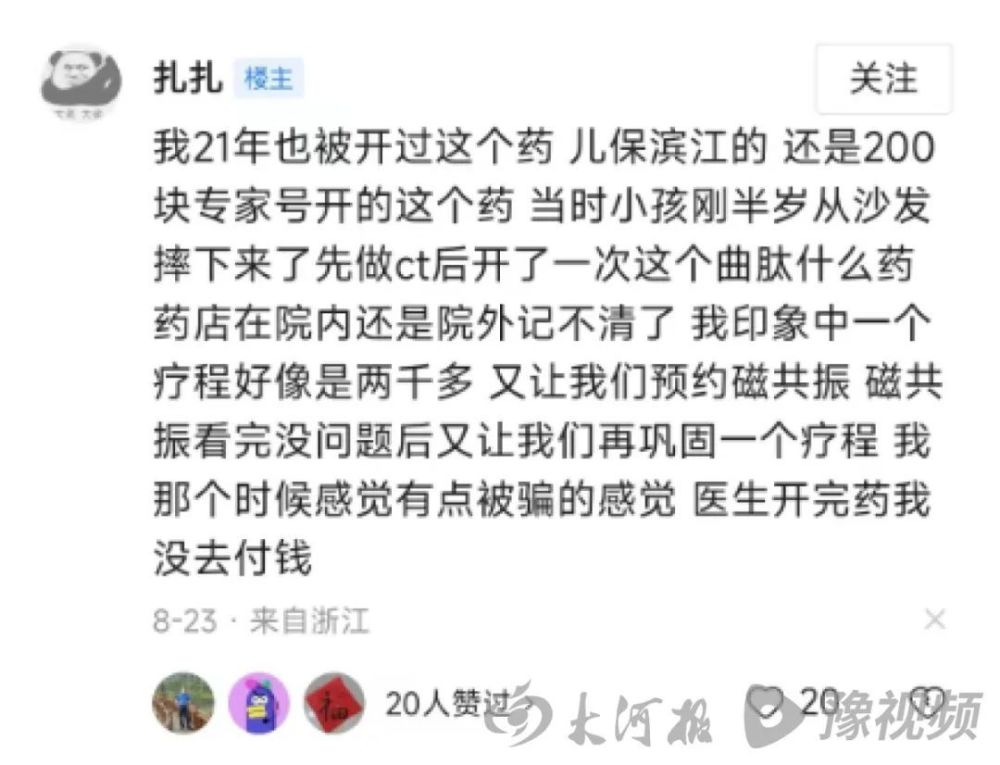 扎扎 楼主
关注
我21年也被开过这个药 儿保滨江的 还是200
块专家号开的这个药 当时小孩刚半岁从沙发
摔下来了先做ct后开了一次这个曲肽什么药
药店在院内还是院外记不清了 我印象中一个
疗程好像是两千多 又让我们预约磁共振 磁共
振看完没问题后又让我们再巩固一个疗程 我
那个时候感觉有点被骗的感觉 医生开完药我
没去付钱
8-23 · 来自浙江
福
20人赞过
20
大河报 豫视频